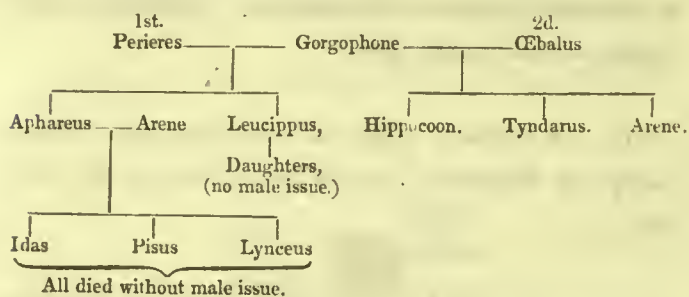 1st. 2d.
Perieres Gorgophone Œbalus
Aphareus Arene Leucippus, Hippocoon. Tyndarus. Arene.
Daughters,
(no male issue.)
Idas Pisus Lynceus
All died without male issue.